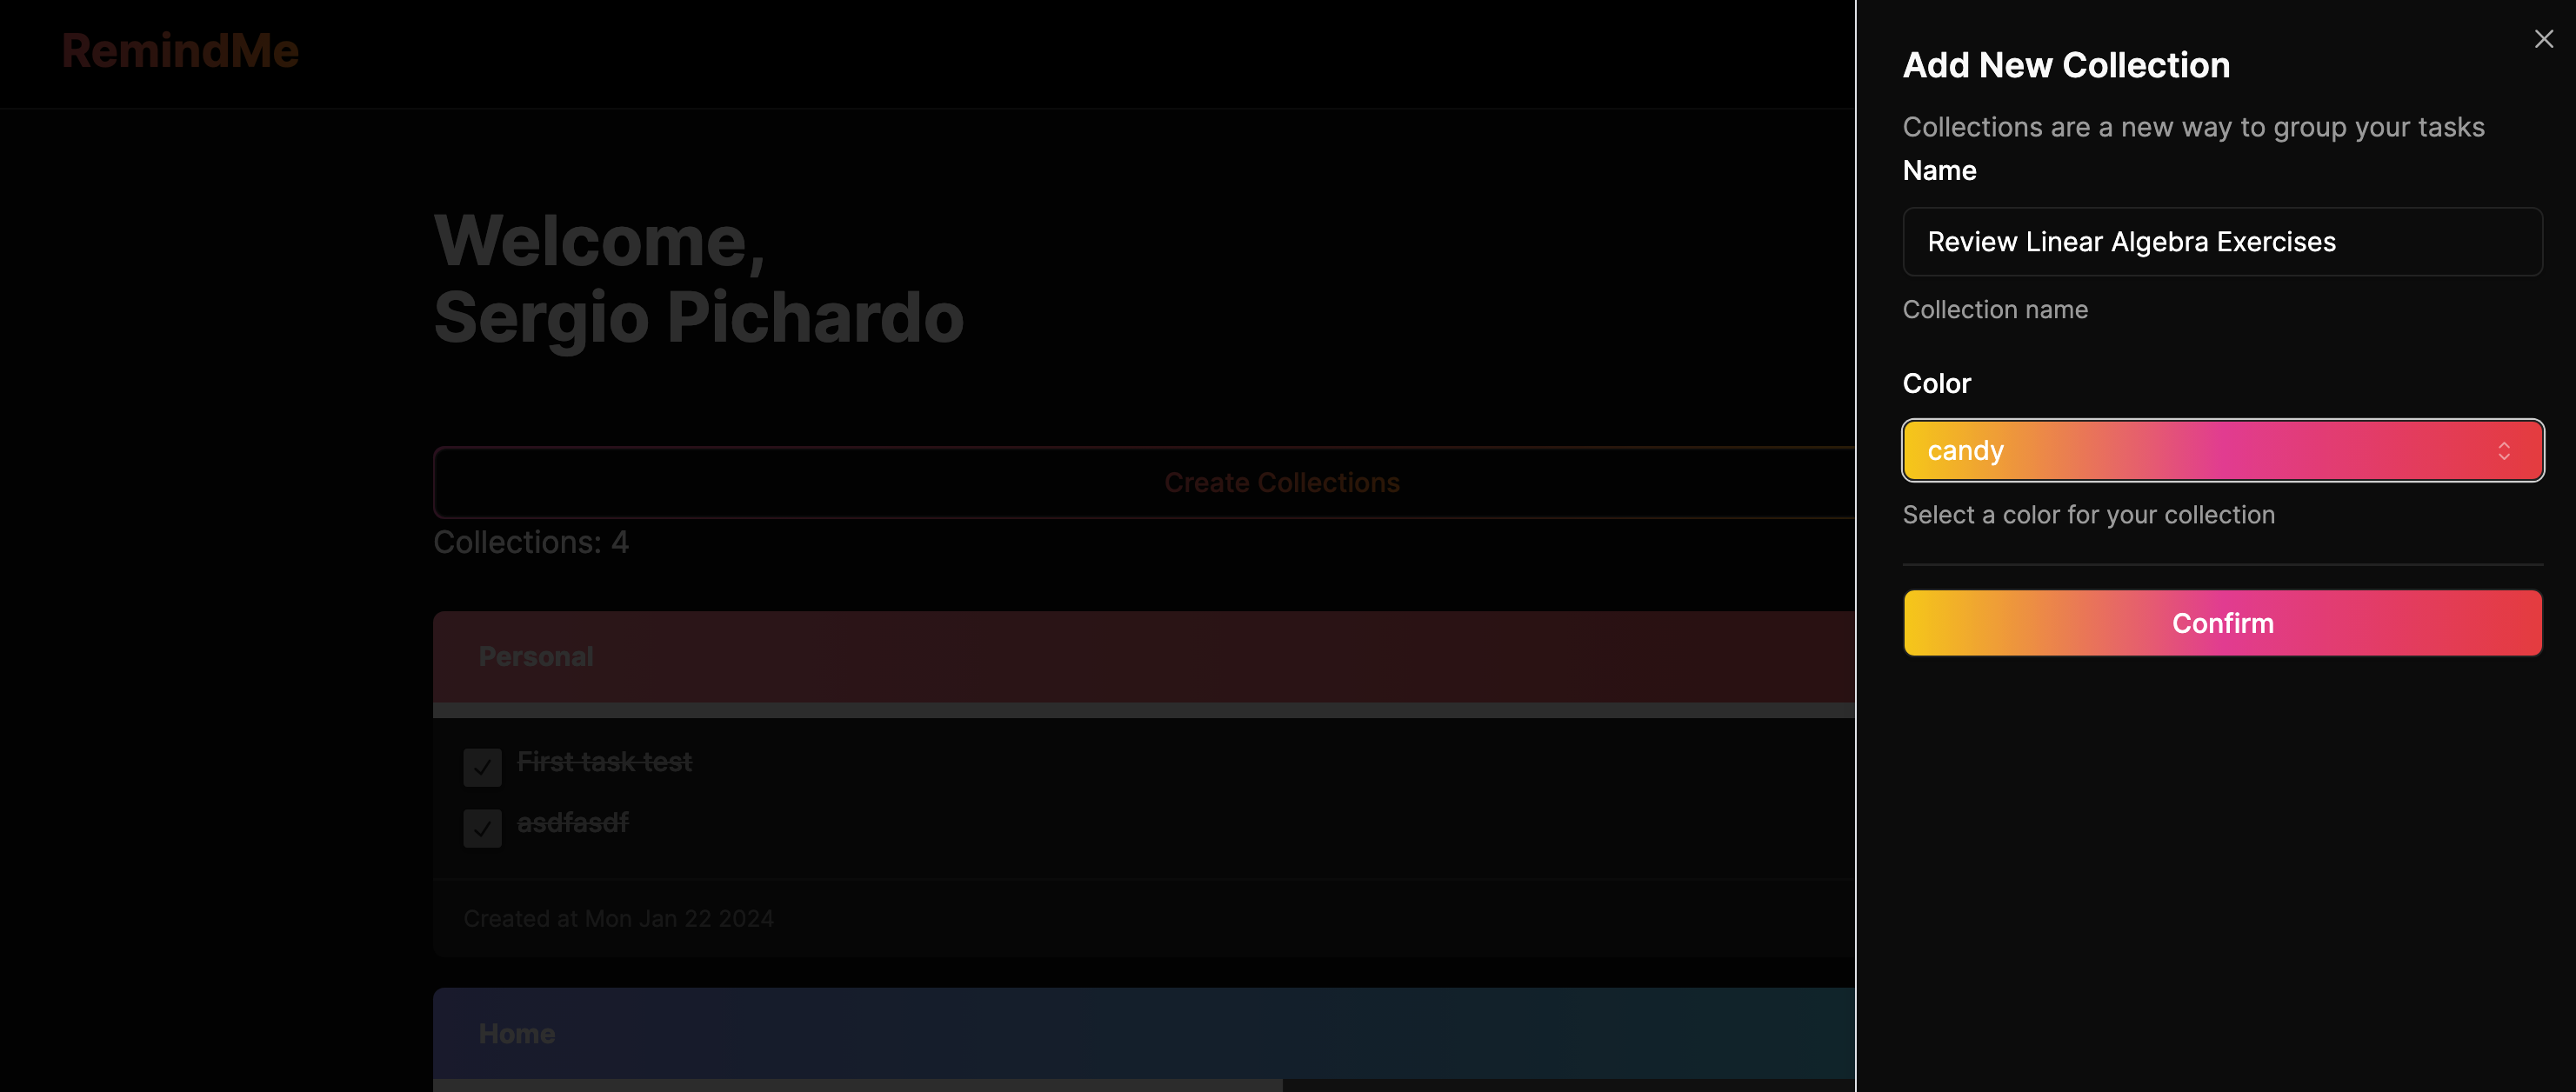 RemindMe
Welcome,
Sergio Pichardo
Create Collections
Collections: 4
Personal
First task test
asdfasdf
Created at Mon Jan 22 2024
Home
Add New Collection
Collections are a new way to group your tasks
Name
Review Linear Algebra Exercises
Collection name
Color
candy
Select a color for your collection
Confirm